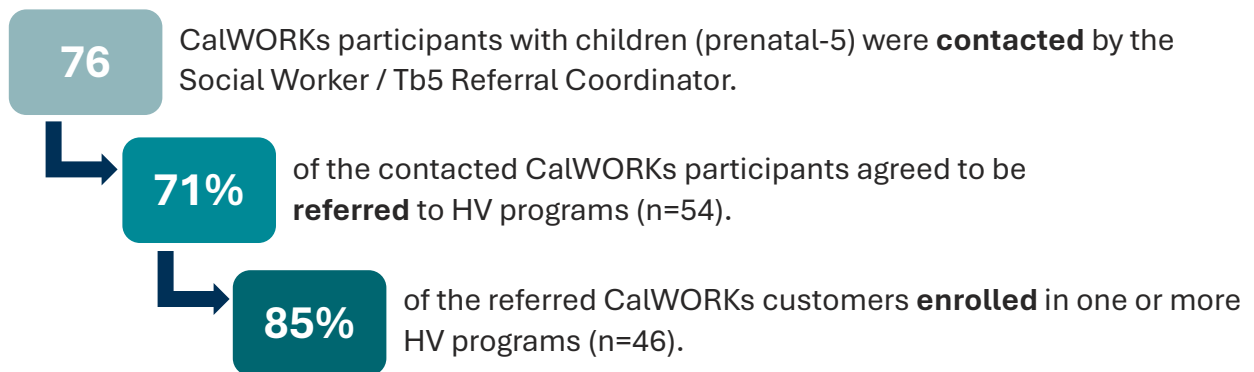 76
CalWORKs participants with children (prenatal-5) were contacted by the
Social Worker / Tb5 Referral Coordinator.
71%
of the contacted CalWORKs participants agreed to be
referred to HV programs (n=54).
85%
of the referred CalWORKs customers enrolled in one or more
HV programs (n=46).